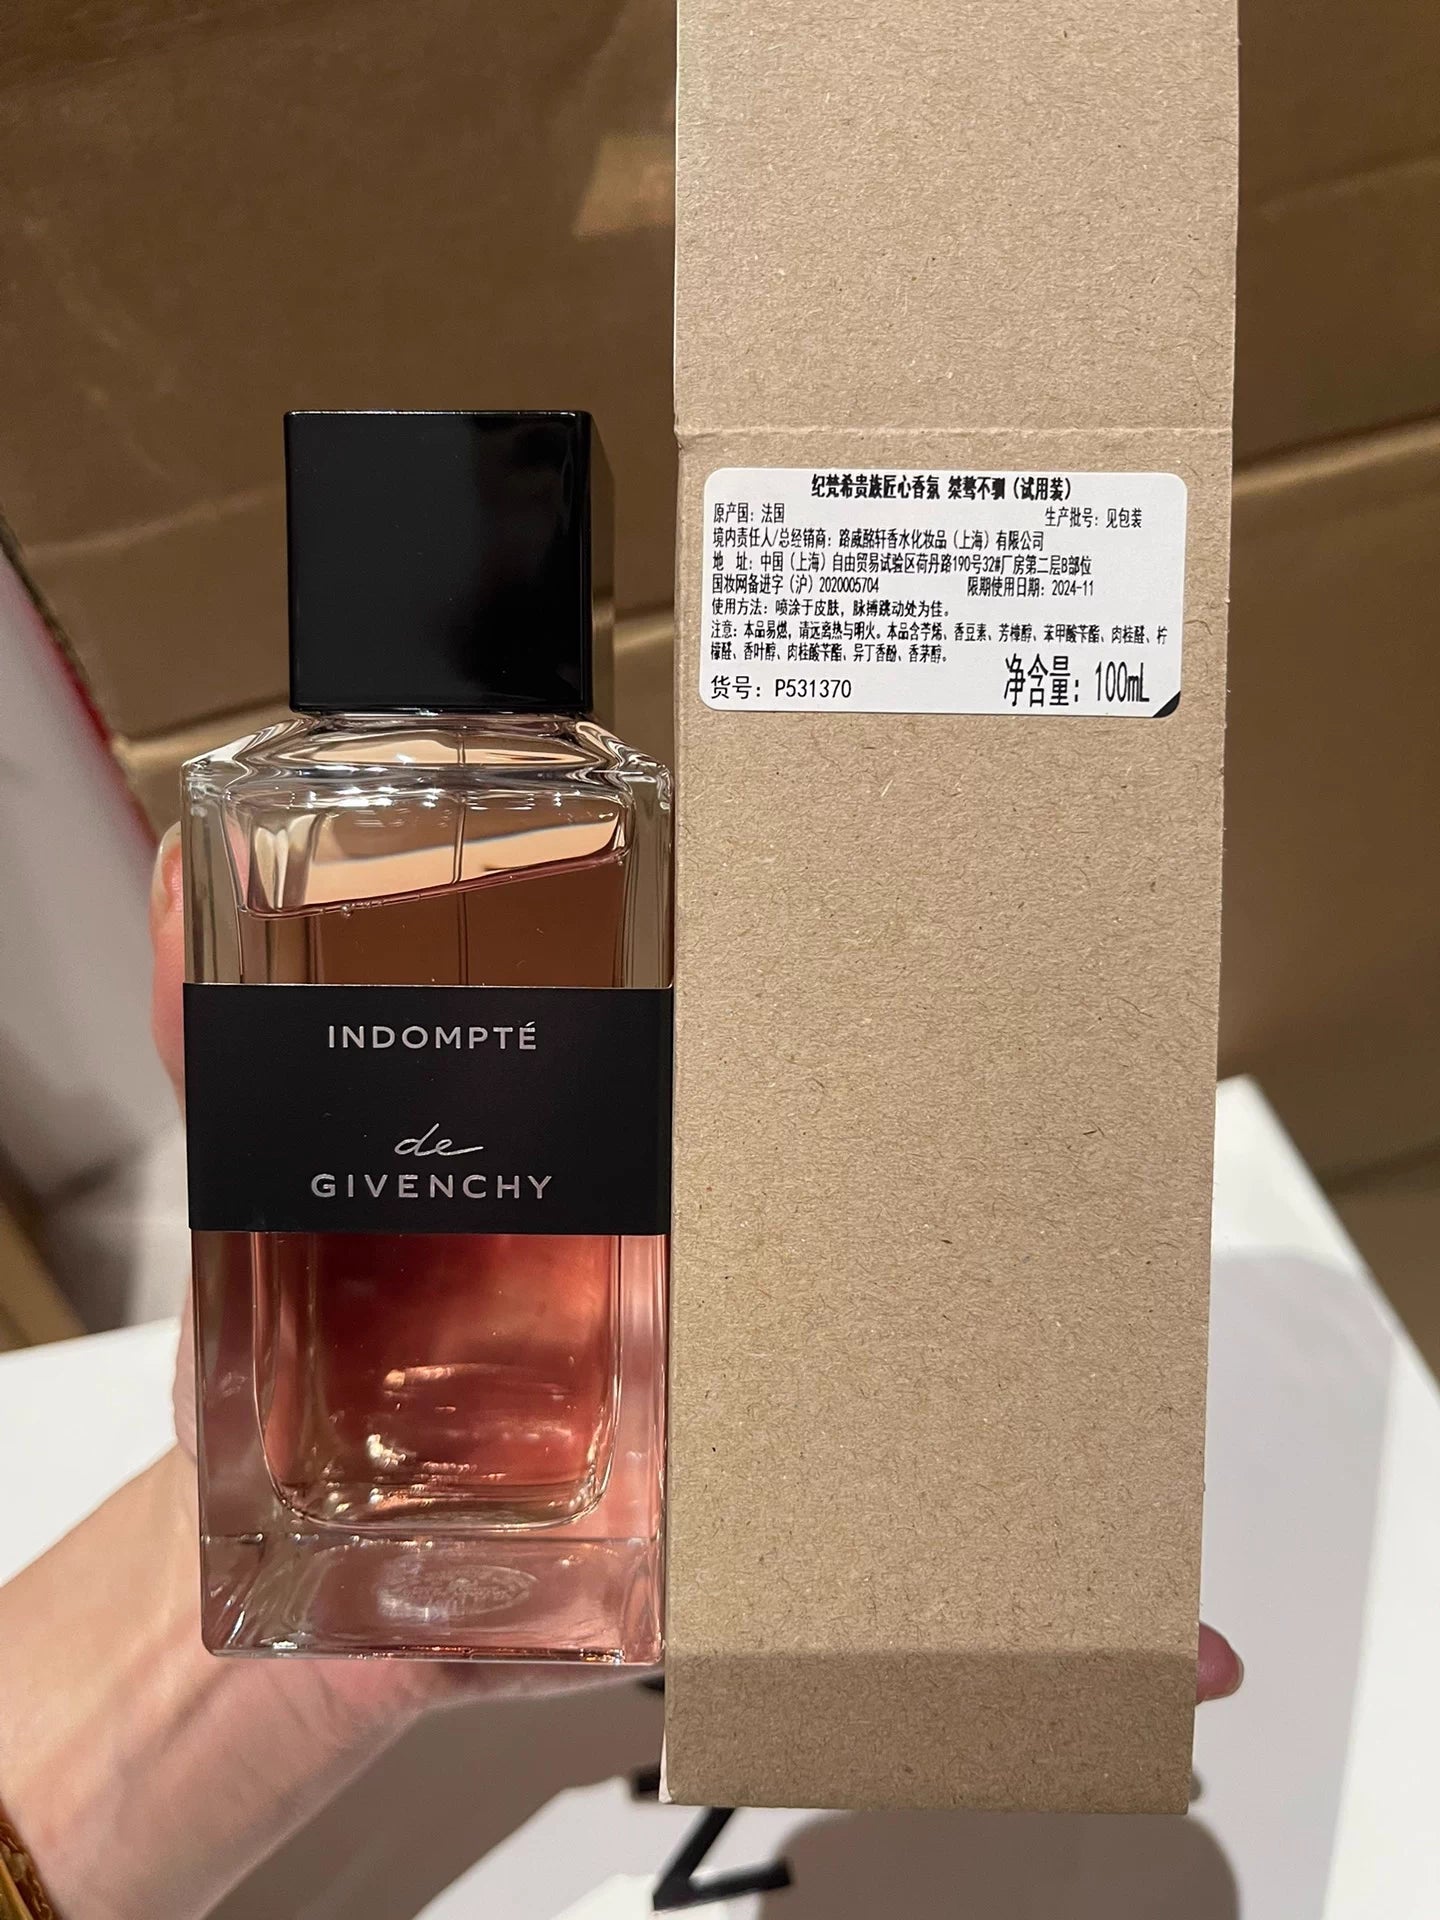 纪梵希贵族匠心香氛 桀骜不驯（试用装）
原产国：法国 生产批号：见包装
境内责任人/总经销商：路威酩轩香水化妆品（上海）有限公司
地 址：中国（上海）自由贸易试验区荷丹路190号32#厂房第二层B部位
国妆网备进字（沪）2020005704 限期使用日期：2024-11
使用方法：喷涂于皮肤，脉搏跳动处为佳。
注意：本品易燃，请远离热与明火。本品含苧烯、香豆素、芳樟醇、苯甲酸苄酯、肉桂醛、柠
檬醛、香叶醇、肉桂酸苄酯、异丁香酚、香茅醇。
货号：P531370 净含量：100mL
INDOMPTÉ
de
GIVENCHY